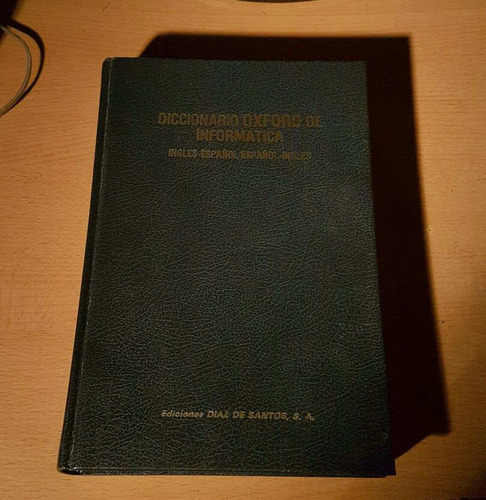 DICCIONARIO OXFORD DE
INFORMATICA
INGLES-ESPAÑOL/ESPAÑOL-INGLES
Ediciones DIAZ DE SANTOS, S. A.